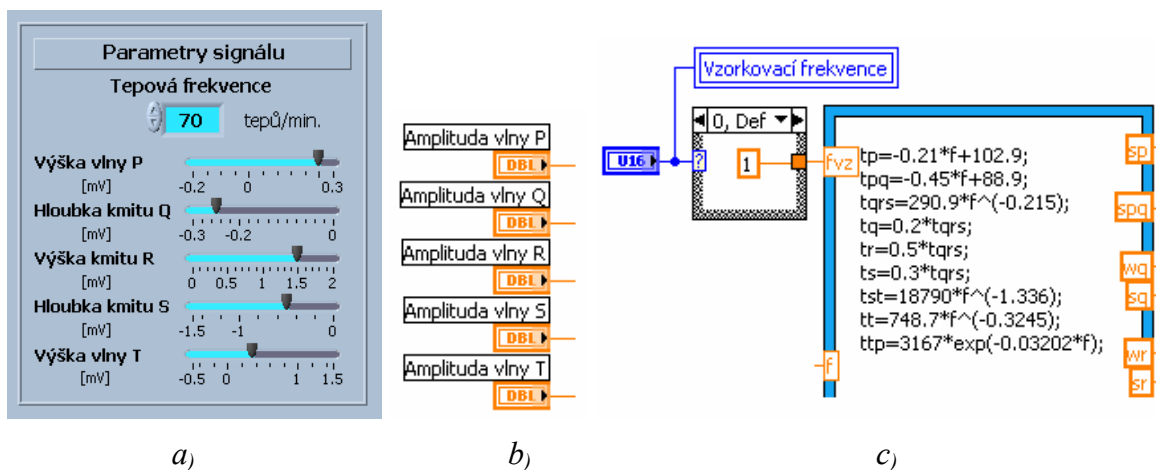 Parametry signálu
Tepová frekvence
70 tepů/min.
Výška vlny P
[mV]
-0.2 0 0.3
Hloubka kmitu Q
[mV]
-0.3 -0.2 0
Výška kmitu R
[mV]
0 0.5 1 1.5 2
Hloubka kmitu S
[mV]
-1.5 -1 0
Výška vlny T
[mV]
-0.5 0 1 1.5
a)
Amplituda vlny P
DBL
Amplituda vlny Q
DBL
Amplituda vlny R
DBL
Amplituda vlny S
DBL
Amplituda vlny T
DBL
b)
Vzorkovací frekvence
0, Def
U16
?
1
fvz
f
tp=-0.21*f+102.9;
tpq=-0.45*f+88.9;
tqrs=290.9*f^(-0.215);
tq=0.2*tqrs;
tr=0.5*tqrs;
ts=0.3*tqrs;
tst=18790*f^(-1.336);
tt=748.7*f^(-0.3245);
ttp=3167*exp(-0.03202*f);
sp
spq
wq
sq
wr
sr
c)